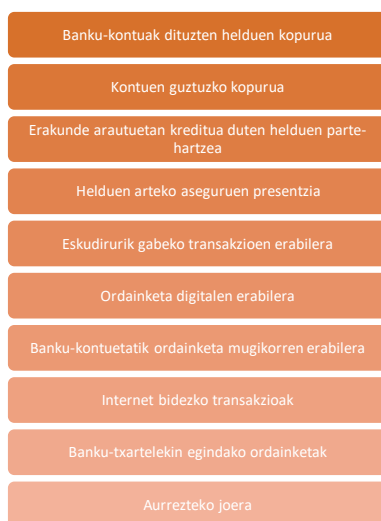 Banku-kontuak dituzten helduen kopurua
Kontuen guztuzko kopurua
Erakunde arautuetan kreditua duten helduen parte-
hartzea
Helduen arteko aseguruen presentzia
Eskudirurik gabeko transakzioen erabilera
Ordainketa digitalen erabilera
Banku-kontuetatik ordainketa mugikorren erabilera
Internet bidezko transakzioak
Banku-txartelekin egindako ordainketak
Aurrezteko joera